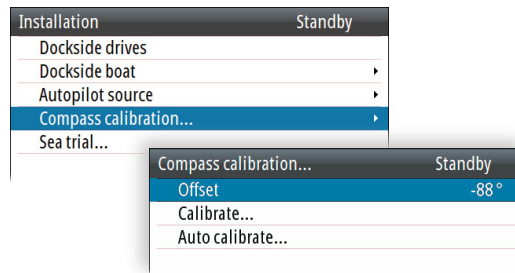 Installation Standby
Dockside drives
Dockside boat
Autopilot source
Compass calibration...
Sea trial...
Compass calibration... Standby
Offset -88°
Calibrate...
Auto calibrate...